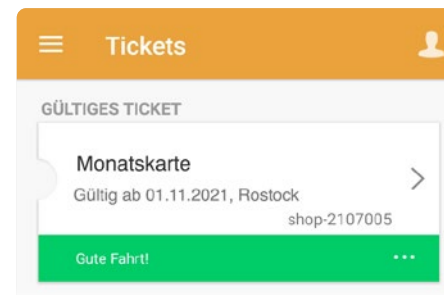 Tickets
GÜLTIGES TICKET
Monatskarte
Gültig ab 01.11.2021, Rostock
shop-2107005
Gute Fahrt!